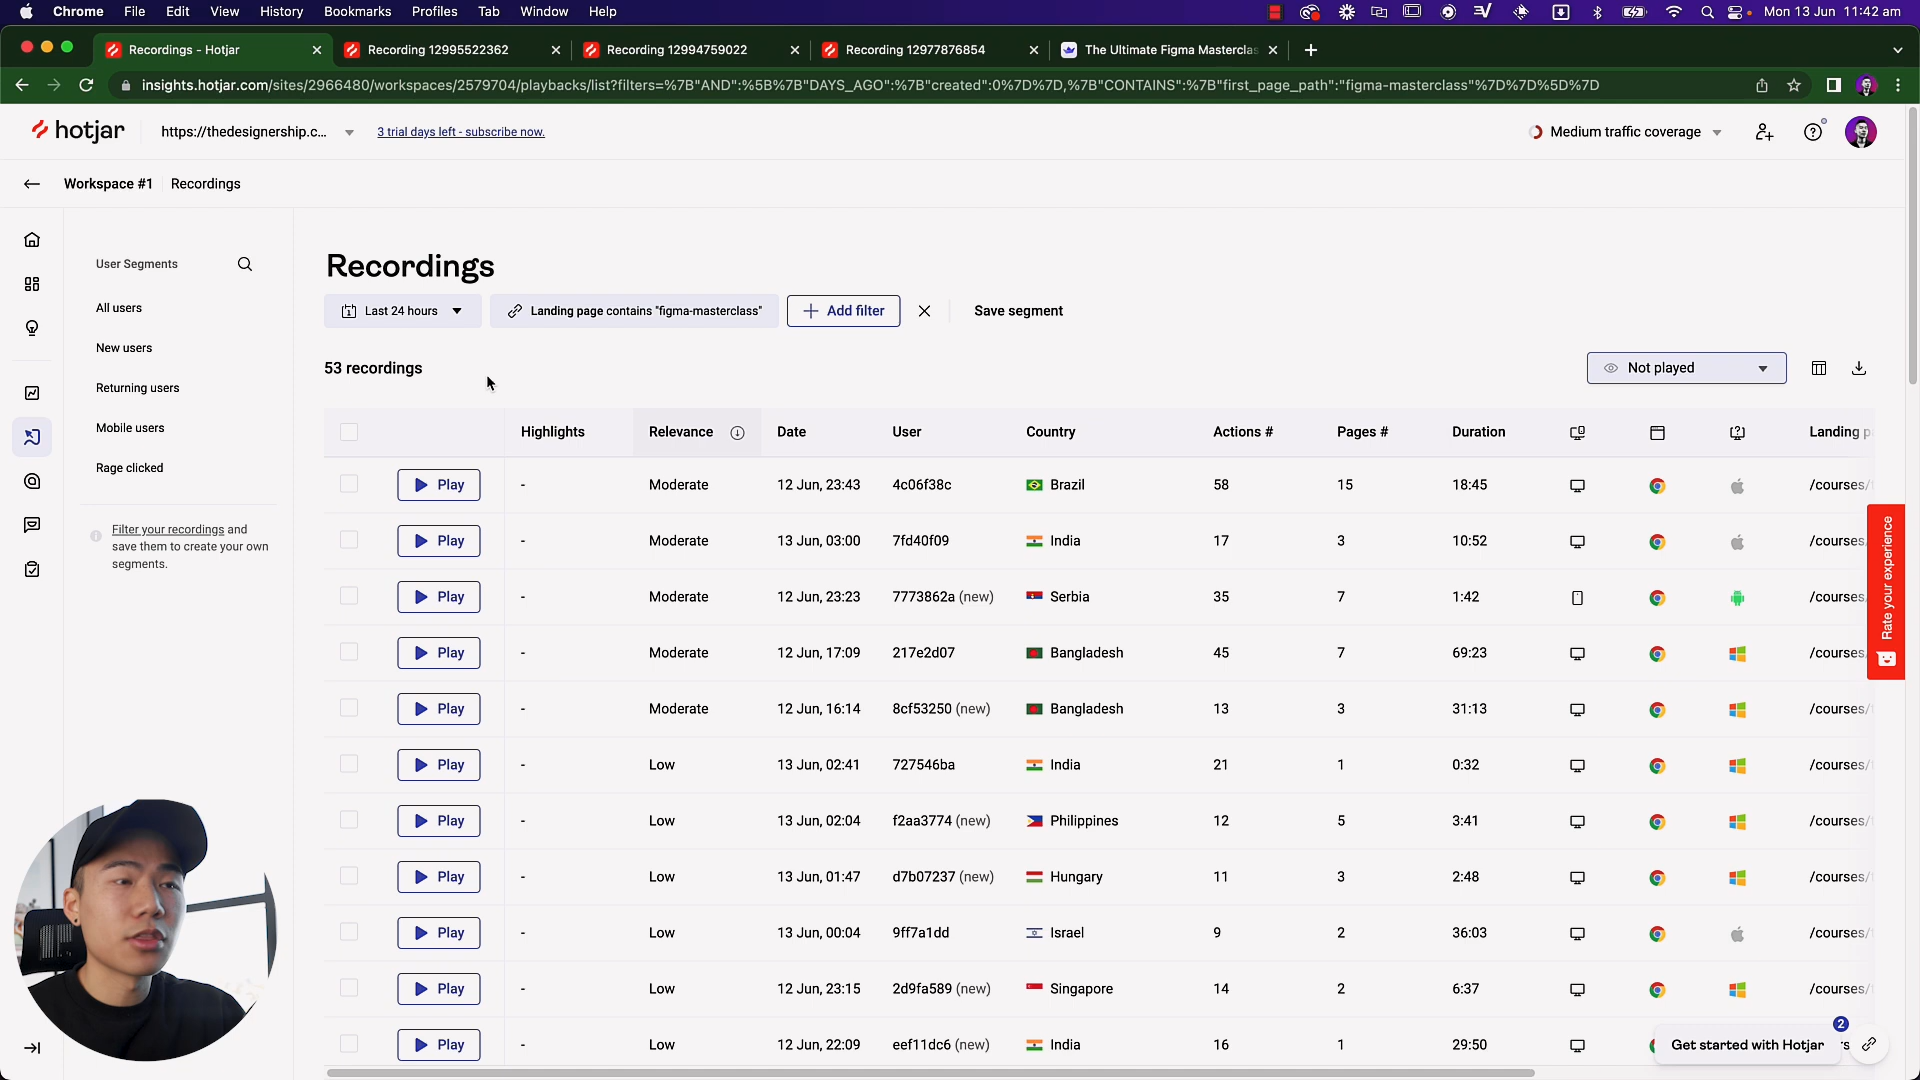 Chrome File Edit View History Bookmarks Profiles Tab Window Help Mon 13 Jun 11:42 am
Recordings - Hotjar Recording 12995522362 Recording 12994759022 Recording 12977876854 The Ultimate Figma Masterclas
insights.hotjar.com/sites/2966480/workspaces/2579704/playbacks/list?filters=%7B"AND":%5B%7B"DAYS_AGO":%7B"created":0%7D%7D,%7B"CONTAINS":%7B"first_page_path":"figma-masterclass"%7D%7D%5D%7D
hotjar https://thedesignership.c... 3 trial days left - subscribe now. Medium traffic coverage
Workspace #1 Recordings
User Segments
All users
New users
Returning users
Mobile users
Rage clicked
Filter your recordings and
save them to create your own
segments.
Recordings
Last 24 hours Landing page contains "figma-masterclass" Add filter Save segment
53 recordings Not played
Highlights Relevance Date User Country Actions # Pages # Duration Landing p
Play - Moderate 12 Jun, 23:43 4c06f38c Brazil 58 15 18:45 /courses/
Play - Moderate 13 Jun, 03:00 7fd40f09 India 17 3 10:52 /courses/
Play - Moderate 12 Jun, 23:23 7773862a (new) Serbia 35 7 1:42 /courses/
Play - Moderate 12 Jun, 17:09 217e2d07 Bangladesh 45 7 69:23 /courses/
Play - Moderate 12 Jun, 16:14 8cf53250 (new) Bangladesh 13 3 31:13 /courses/
Play - Low 13 Jun, 02:41 727546ba India 21 1 0:32 /courses/
Play - Low 13 Jun, 02:04 f2aa3774 (new) Philippines 12 5 3:41 /courses/
Play - Low 13 Jun, 01:47 d7b07237 (new) Hungary 11 3 2:48 /courses/
Play - Low 13 Jun, 00:04 9ff7a1dd Israel 9 2 36:03 /courses/
Play - Low 12 Jun, 23:15 2d9fa589 (new) Singapore 14 2 6:37 /courses/
Play - Low 12 Jun, 22:09 eef11dc6 (new) India 16 1 29:50
Rate your experience
2
Get started with Hotjar